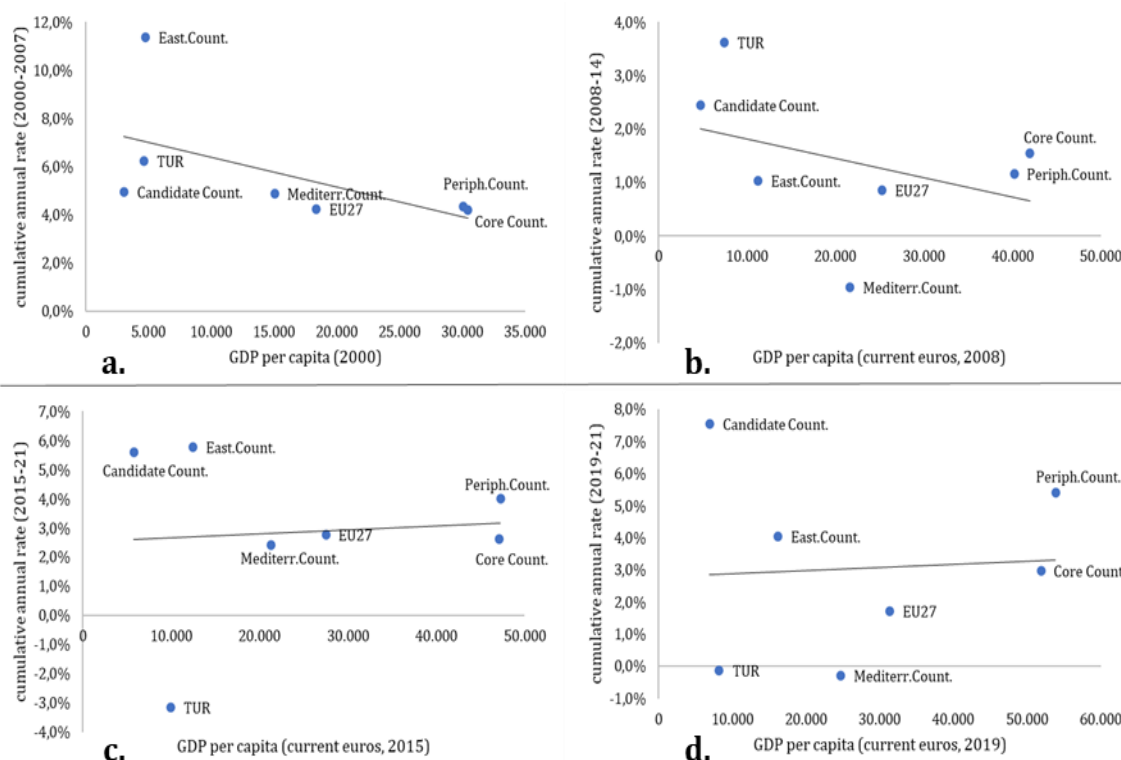 12,0%
10,0%
8,0%
6,0%
4,0%
2,0%
0,0%
cumulative annual rate (2000-2007)
East.Count.
TUR
Candidate Count.
Mediterr.Count.
EU27
Periph.Count.
Core Count.
0 5.000 10.000 15.000 20.000 25.000 30.000 35.000
GDP per capita (2000)
a.
4,0%
3,0%
2,0%
1,0%
0,0%
-1,0%
-2,0%
cumulative annual rate (2008-14)
TUR
Candidate Count.
East.Count.
EU27
Core Count.
Periph.Count.
Mediterr.Count.
0 10.000 20.000 30.000 40.000 50.000
GDP per capita (current euros, 2008)
b.
7,0%
6,0%
5,0%
4,0%
3,0%
2,0%
1,0%
0,0%
-1,0%
-2,0%
-3,0%
-4,0%
cumulative annual rate (2015-21)
East.Count.
Candidate Count.
Periph.Count.
EU27
Mediterr.Count.
Core Count.
TUR
0 10.000 20.000 30.000 40.000 50.000
GDP per capita (current euros, 2015)
c.
8,0%
7,0%
6,0%
5,0%
4,0%
3,0%
2,0%
1,0%
0,0%
-1,0%
cumulative annual rate (2019-21)
Candidate Count.
Periph.Count.
East.Count.
Core Count
EU27
TUR
Mediterr.Count.
0 10.000 20.000 30.000 40.000 50.000 60.000
GDP per capita (current euros, 2019)
d.